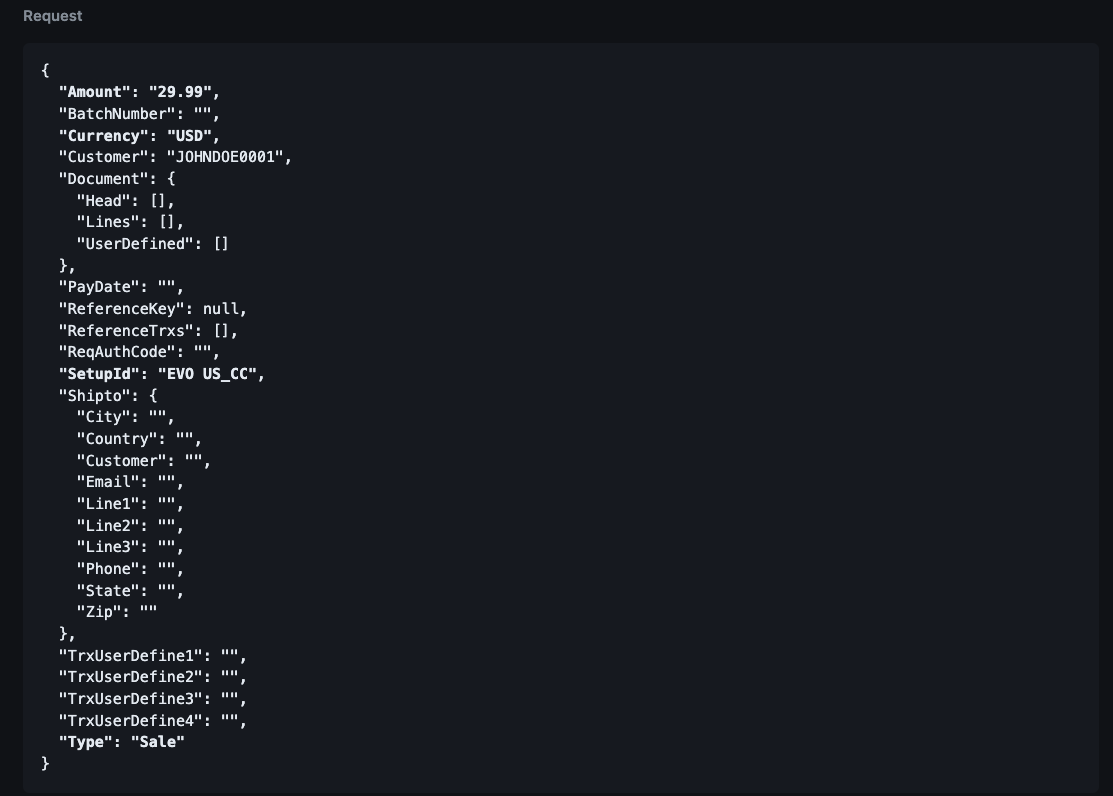 Request
{
  "Amount": "29.99",
  "BatchNumber": "",
  "Currency": "USD",
  "Customer": "JOHNDOE0001",
  "Document": {
    "Head": [],
    "Lines": [],
    "UserDefined": []
  },
  "PayDate": "",
  "ReferenceKey": null,
  "ReferenceTrxs": [],
  "ReqAuthCode": "",
  "SetupId": "EVO US_CC",
  "Shipto": {
    "City": "",
    "Country": "",
    "Customer": "",
    "Email": "",
    "Line1": "",
    "Line2": "",
    "Line3": "",
    "Phone": "",
    "State": "",
    "Zip": ""
  },
  "TrxUserDefine1": "",
  "TrxUserDefine2": "",
  "TrxUserDefine3": "",
  "TrxUserDefine4": "",
  "Type": "Sale"
}